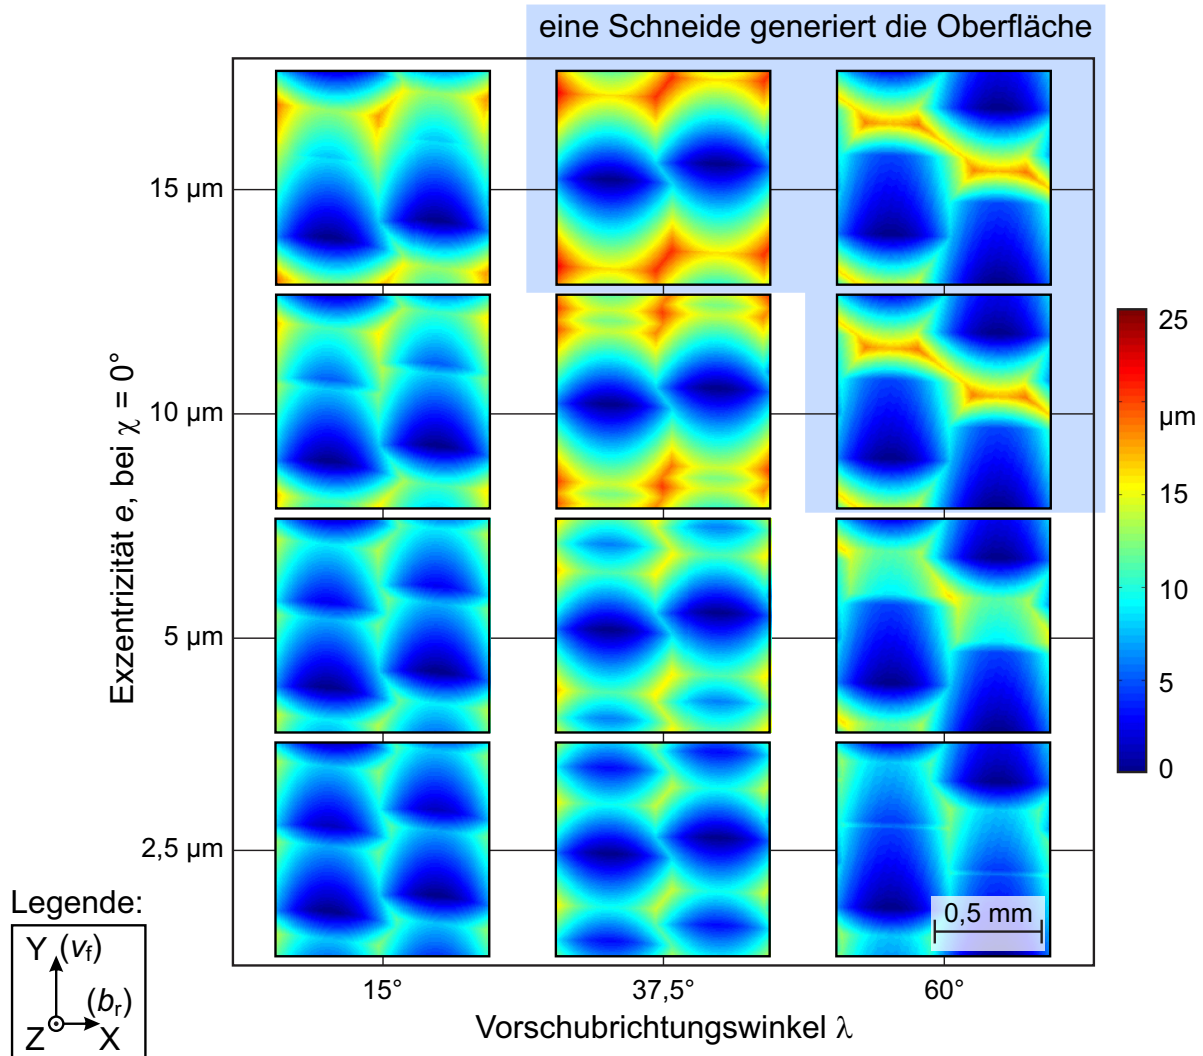 eine Schneide generiert die Oberfläche
15 µm
10 µm
5 µm
2,5 µm
Exzentrizität e, bei χ = 0°
25
µm
15
10
5
0
0,5 mm
15°
37,5°
60°
Vorschubrichtungswinkel λ
Legende:
Y (vf)
(br)
Z X